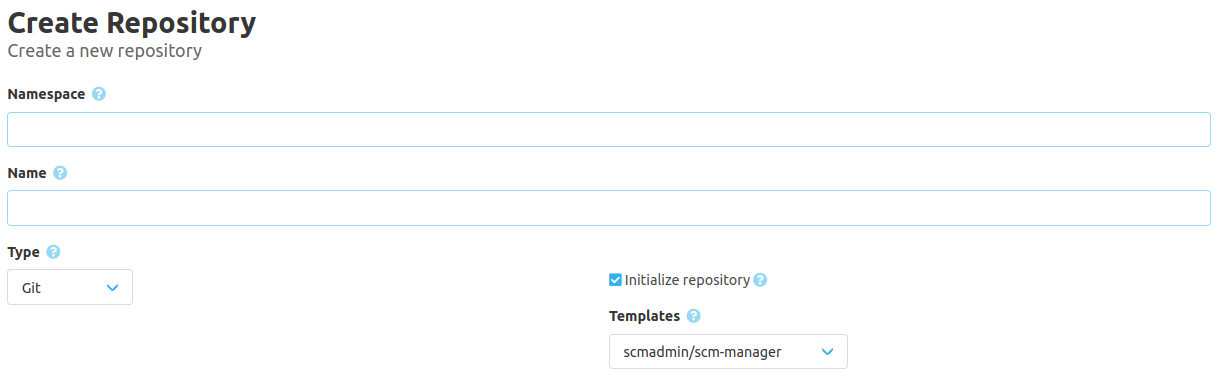 Create Repository
Create a new repository
Namespace ?
Name ?
Type ?
Git
Initialize repository ?
Templates ?
scmadmin/scm-manager